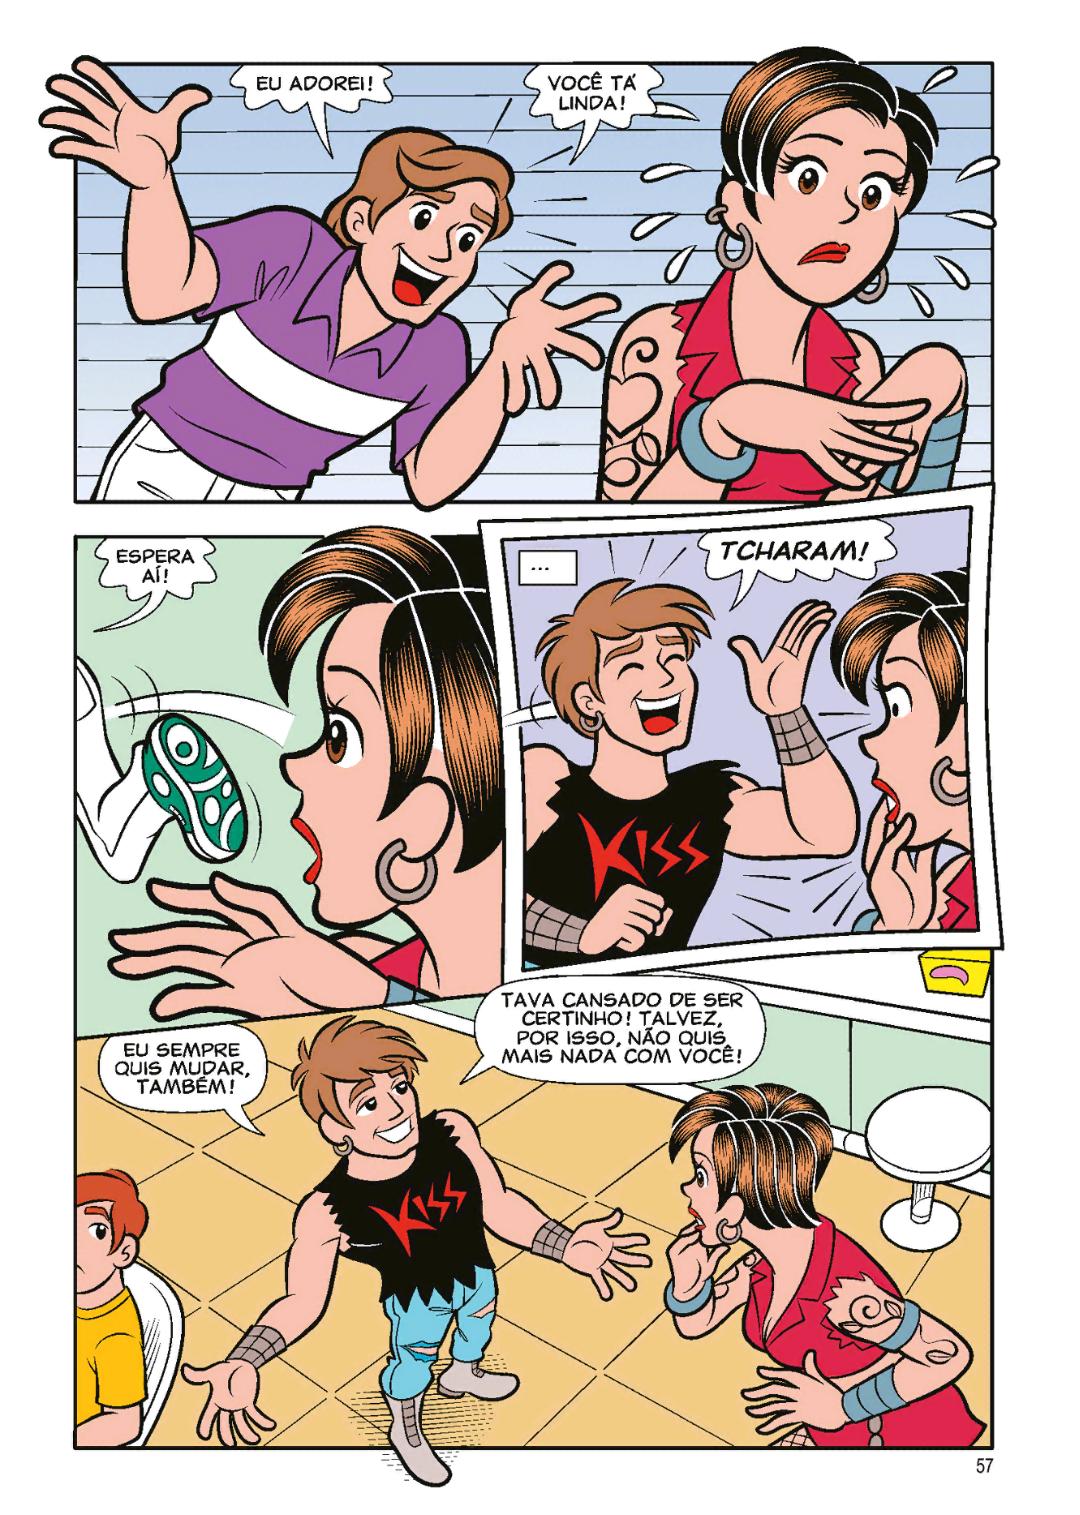 EU ADOREI!
VOCÊ TÁ
LINDA!
ESPERA
AÍ!
...
TCHARAM!
KISS
TAVA CANSADO DE SER
CERTINHO! TALVEZ,
POR ISSO, NÃO QUIS
MAIS NADA COM VOCÊ!
EU SEMPRE
QUIS MUDAR,
TAMBÉM!
KISS
57